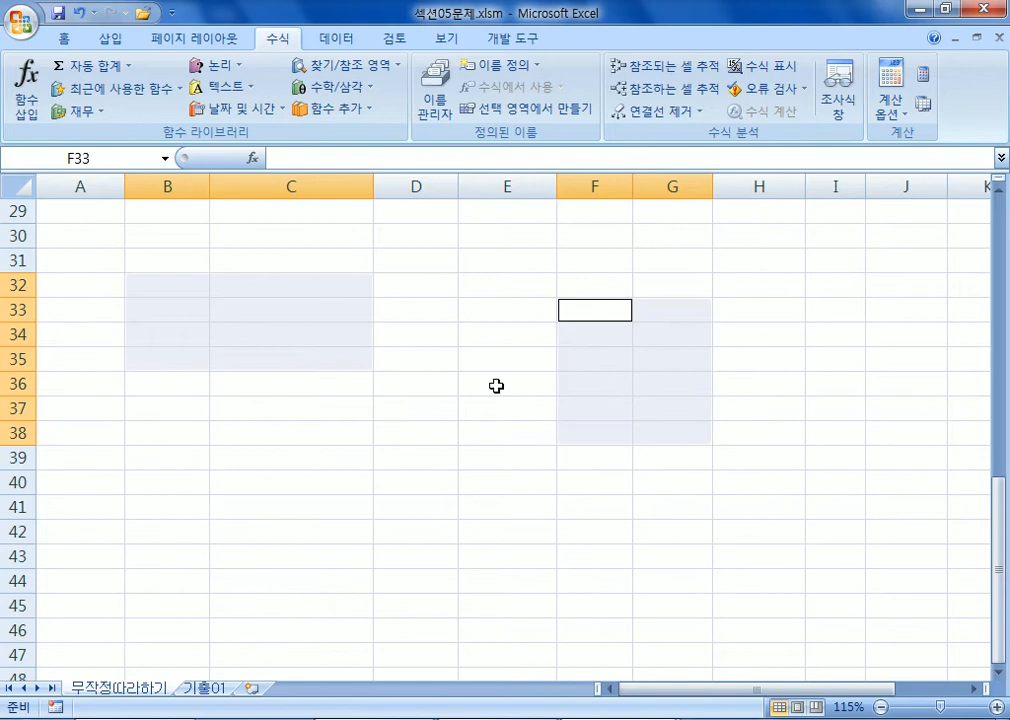 섹션05문제.xlsm - Microsoft Excel
홈 삽입 페이지 레이아웃 수식 데이터 검토 보기 개발 도구
fx 함수 삽입
Σ 자동 합계
최근에 사용한 함수
재무
논리
텍스트
날짜 및 시간
찾기/참조 영역
수학/삼각
함수 추가
함수 라이브러리
이름 관리자
이름 정의
수식에서 사용
선택 영역에서 만들기
정의된 이름
참조되는 셀 추적
참조하는 셀 추적
연결선 제거
수식 표시
오류 검사
수식 계산
조사식 창
수식 분석
계산 옵션
계산
F33 fx
A B C D E F G H I J K
29
30
31
32
33
34
35
36
37
38
39
40
41
42
43
44
45
46
47
48
무작정따라하기 기출01
준비 115%